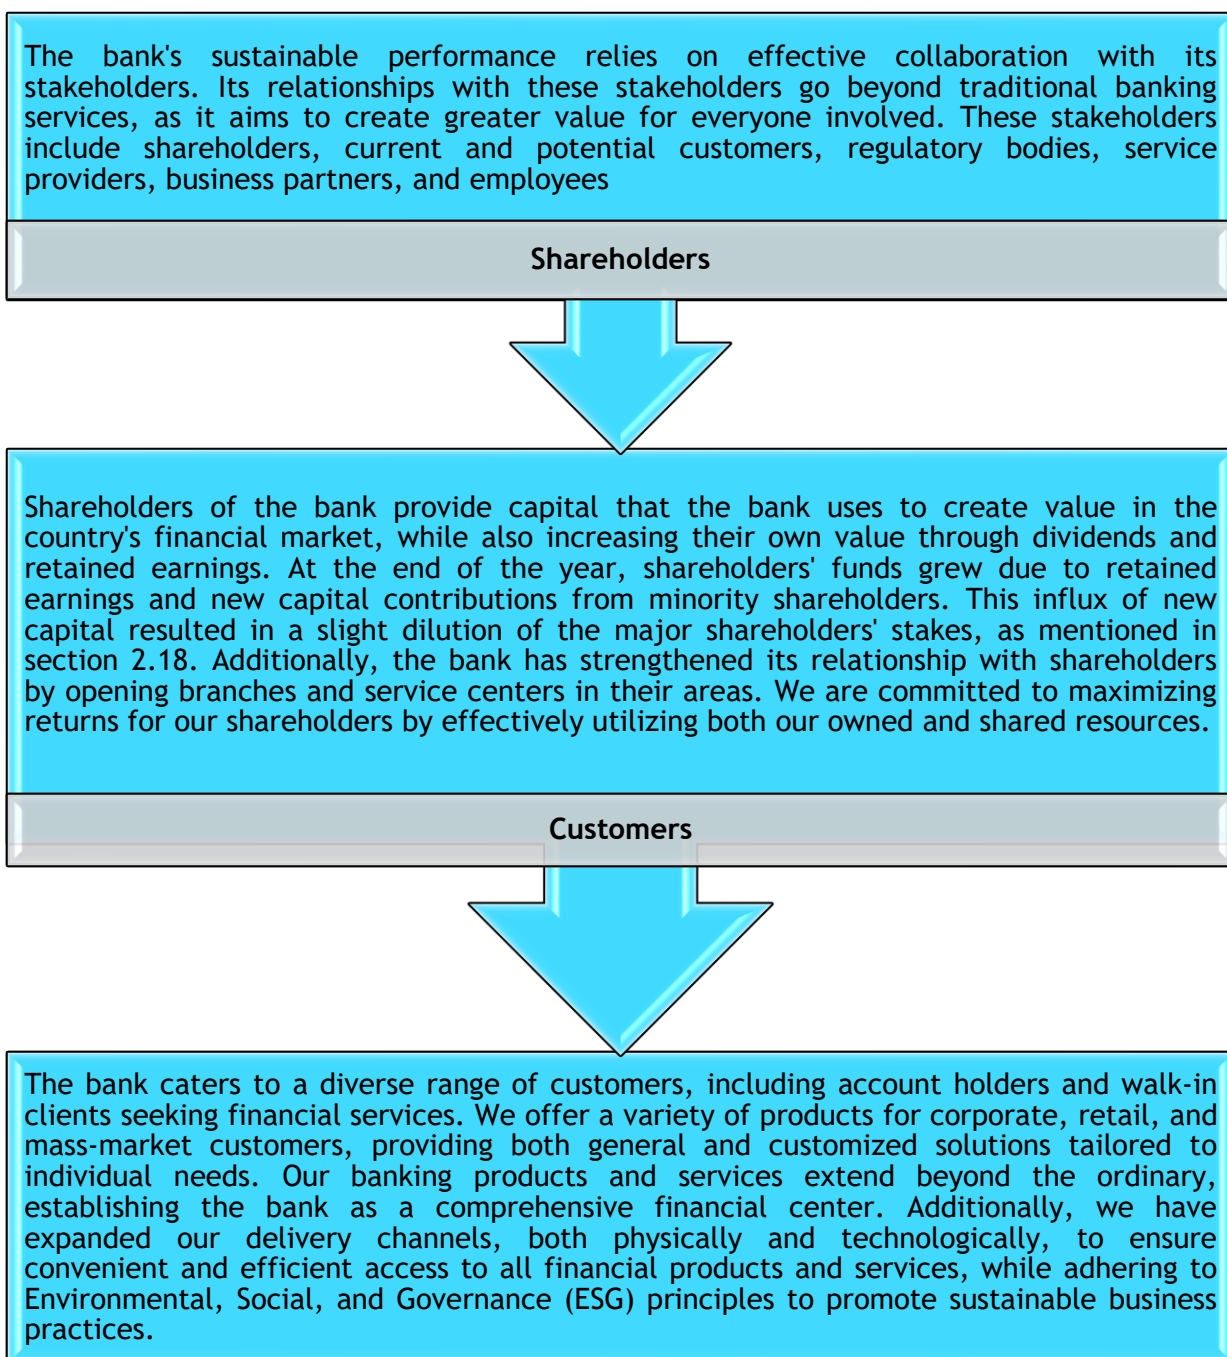 The bank's sustainable performance relies on effective collaboration with its
stakeholders. Its relationships with these stakeholders go beyond traditional banking
services, as it aims to create greater value for everyone involved. These stakeholders
include shareholders, current and potential customers, regulatory bodies, service
providers, business partners, and employees
Shareholders
Shareholders of the bank provide capital that the bank uses to create value in the
country's financial market, while also increasing their own value through dividends and
retained earnings. At the end of the year, shareholders' funds grew due to retained
earnings and new capital contributions from minority shareholders. This influx of new
capital resulted in a slight dilution of the major shareholders' stakes, as mentioned in
section 2.18. Additionally, the bank has strengthened its relationship with shareholders
by opening branches and service centers in their areas. We are committed to maximizing
returns for our shareholders by effectively utilizing both our owned and shared resources.
Customers
The bank caters to a diverse range of customers, including account holders and walk-in
clients seeking financial services. We offer a variety of products for corporate, retail, and
mass-market customers, providing both general and customized solutions tailored to
individual needs. Our banking products and services extend beyond the ordinary,
establishing the bank as a comprehensive financial center. Additionally, we have
expanded our delivery channels, both physically and technologically, to ensure
convenient and efficient access to all financial products and services, while adhering to
Environmental, Social, and Governance (ESG) principles to promote sustainable business
practices.